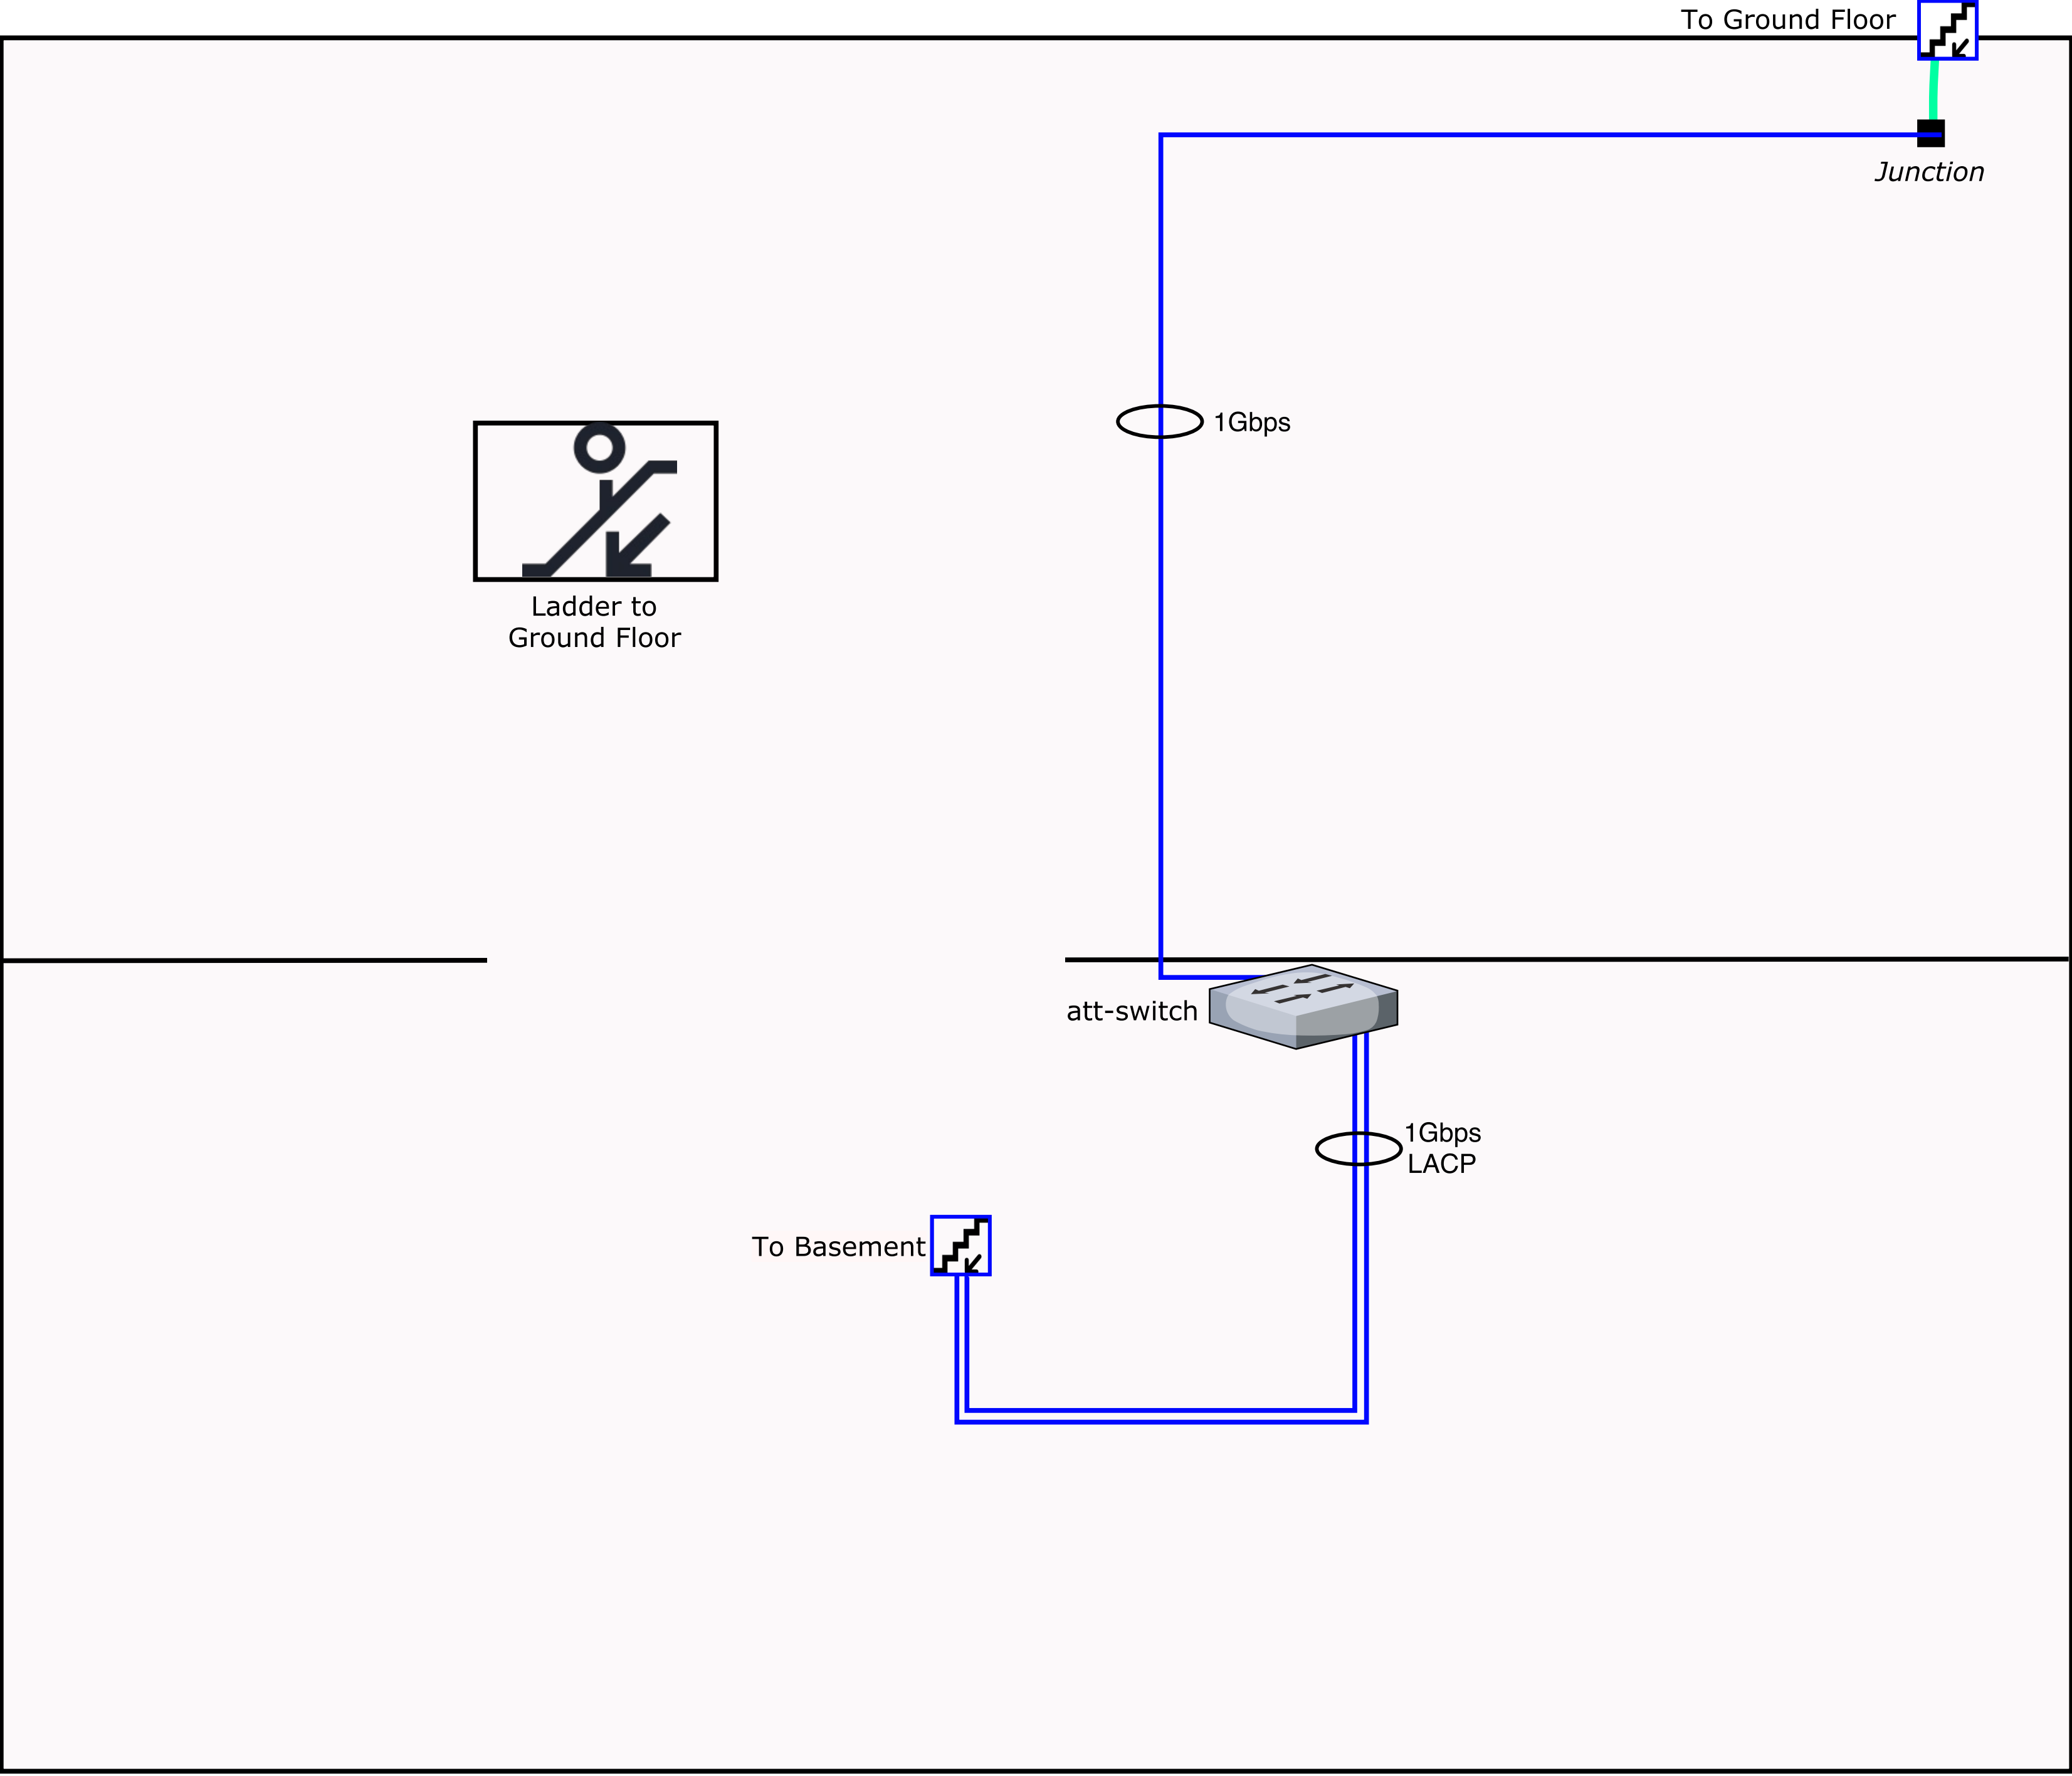 To Ground Floor
Junction
1Gbps
Ladder to
Ground Floor
att-switch
1Gbps
LACP
To Basement